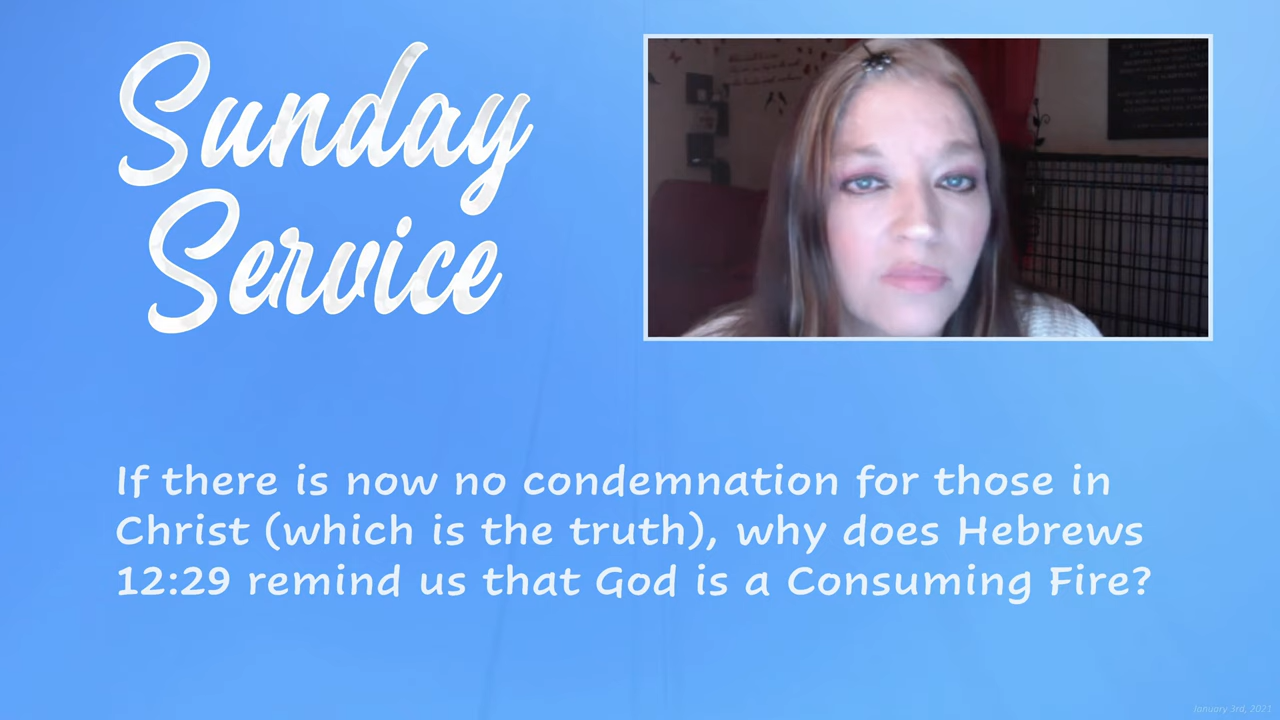 Sunday
Service
If there is now no condemnation for those in
Christ (which is the truth), why does Hebrews
12:29 remind us that God is a Consuming Fire?
January 3rd, 2021